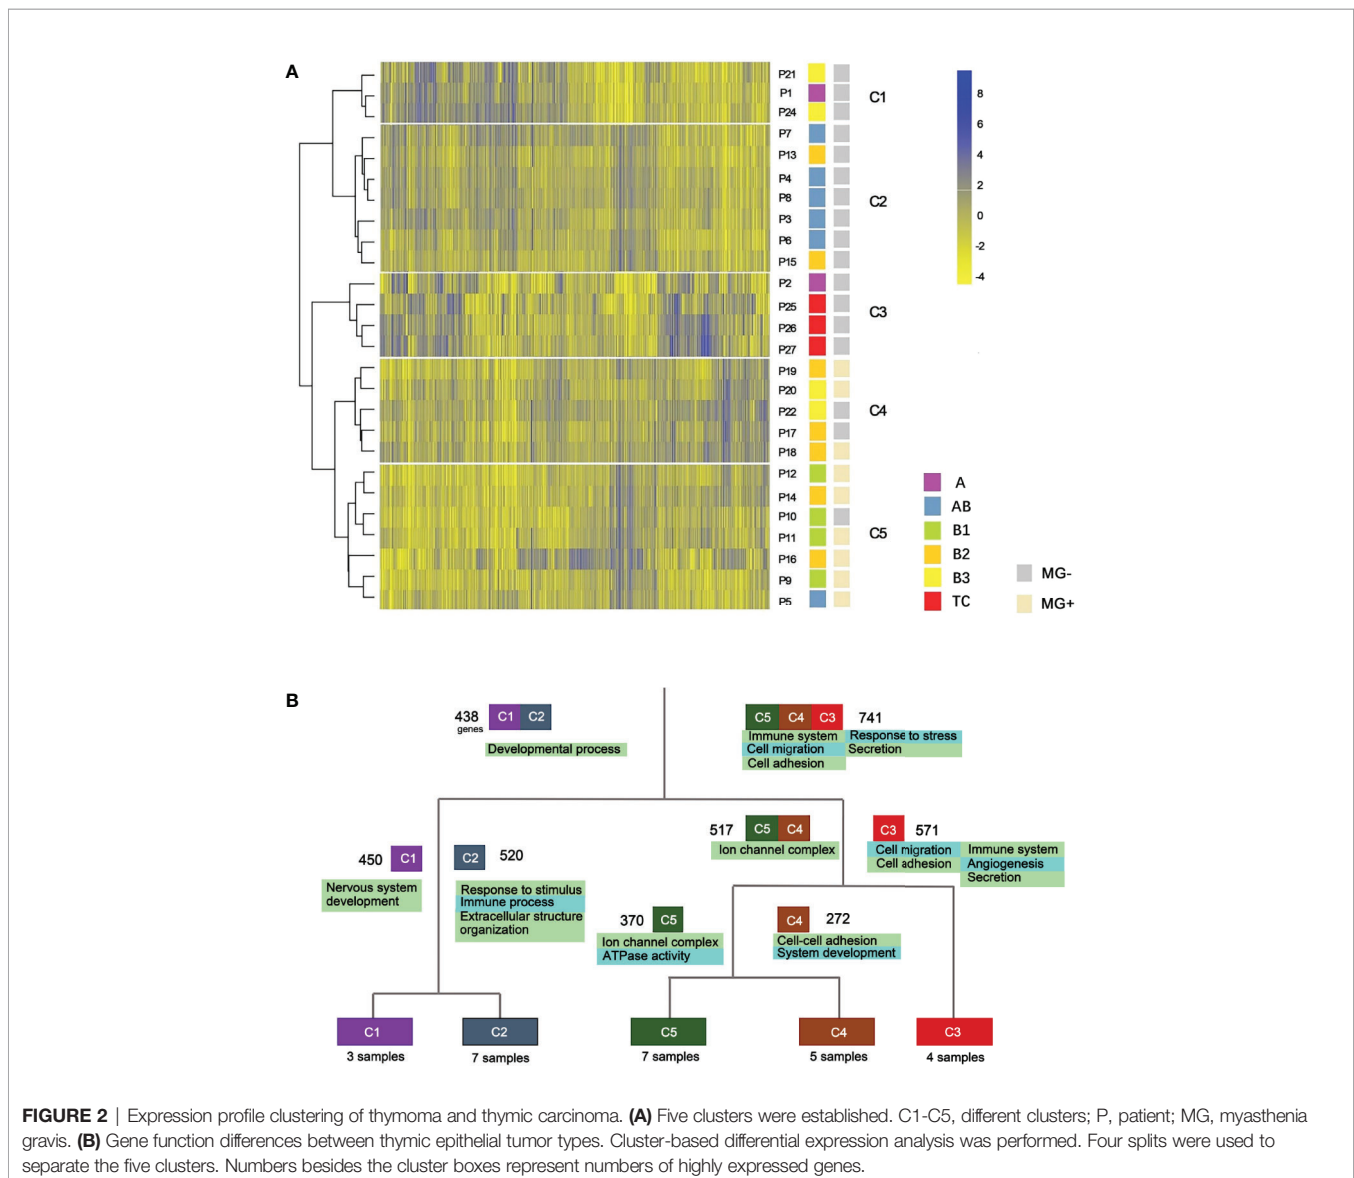 A
P21
P1
P24
P7
P13
P4
P8
P3
P6
P15
P2
P25
P26
P27
P19
P20
P22
P17
P18
P12
P14
P10
P11
P16
P9
P5
C1
C2
C3
C4
C5
8
6
4
2
0
-2
-4
A
AB
B1
B2
B3
TC
MG-
MG+
B
438
genes
C1 C2
Developmental process
C5 C4 C3 741
Immune system Response to stress
Cell migration Secretion
Cell adhesion
450 C1
Nervous system
development
C2 520
Response to stimulus
Immune process
Extracellular structure
organization
517 C5 C4
Ion channel complex
C3 571
Cell migration Immune system
Cell adhesion Angiogenesis
Secretion
370 C5
Ion channel complex
ATPase activity
C4 272
Cell-cell adhesion
System development
C1 C2 C5 C4 C3
3 samples 7 samples 7 samples 5 samples 4 samples
FIGURE 2 | Expression profile clustering of thymoma and thymic carcinoma. (A) Five clusters were established. C1-C5, different clusters; P, patient; MG, myasthenia
gravis. (B) Gene function differences between thymic epithelial tumor types. Cluster-based differential expression analysis was performed. Four splits were used to
separate the five clusters. Numbers besides the cluster boxes represent numbers of highly expressed genes.